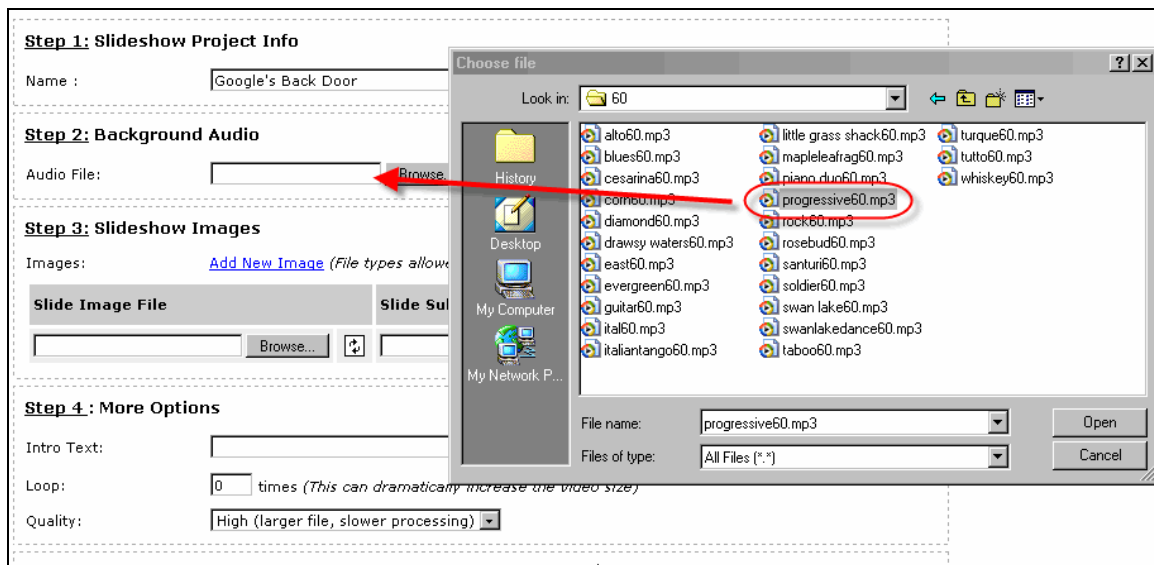 Step 1: Slideshow Project Info
Name :
Google's Back Door
Step 2: Background Audio
Audio File:
Browse..
Step 3: Slideshow Images
Images:
Add New Image (File types allowe
Slide Image File
Slide Sul
Browse...
Step 4 : More Options
Intro Text:
Loop:
0 times (This can dramatically increase the video size)
Quality:
High (larger file, slower processing)
Choose file
Look in:
60
History
Desktop
My Computer
My Network P...
alto60.mp3
blues60.mp3
cesarina60.mp3
corn60.mp3
diamond60.mp3
drawsy waters60.mp3
east60.mp3
evergreen60.mp3
guitar60.mp3
ital60.mp3
italiantango60.mp3
little grass shack60.mp3
mapleleafrag60.mp3
piano duo60.mp3
progressive60.mp3
rock60.mp3
rosebud60.mp3
santuri60.mp3
soldier60.mp3
swan lake60.mp3
swanlakedance60.mp3
taboo60.mp3
turque60.mp3
tutto60.mp3
whiskey60.mp3
File name:
progressive60.mp3
Open
Files of type:
All Files (*.*)
Cancel